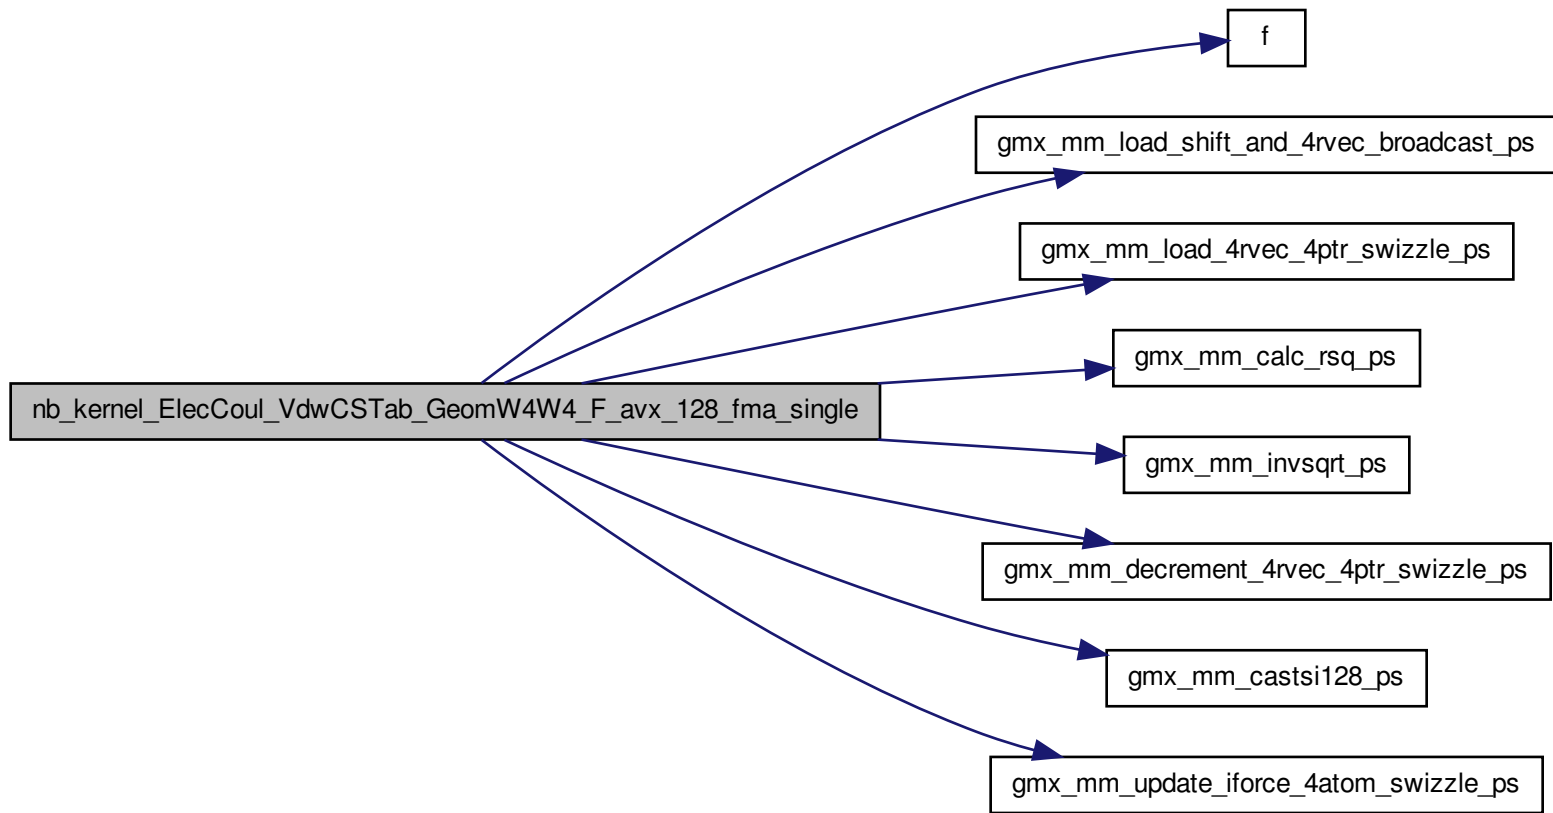 f
gmx_mm_load_shift_and_4rvec_broadcast_ps
gmx_mm_load_4rvec_4ptr_swizzle_ps
gmx_mm_calc_rsq_ps
nb_kernel_ElecCoul_VdwCSTab_GeomW4W4_F_avx_128_fma_single
gmx_mm_invsqrt_ps
gmx_mm_decrement_4rvec_4ptr_swizzle_ps
gmx_mm_castsi128_ps
gmx_mm_update_iforce_4atom_swizzle_ps